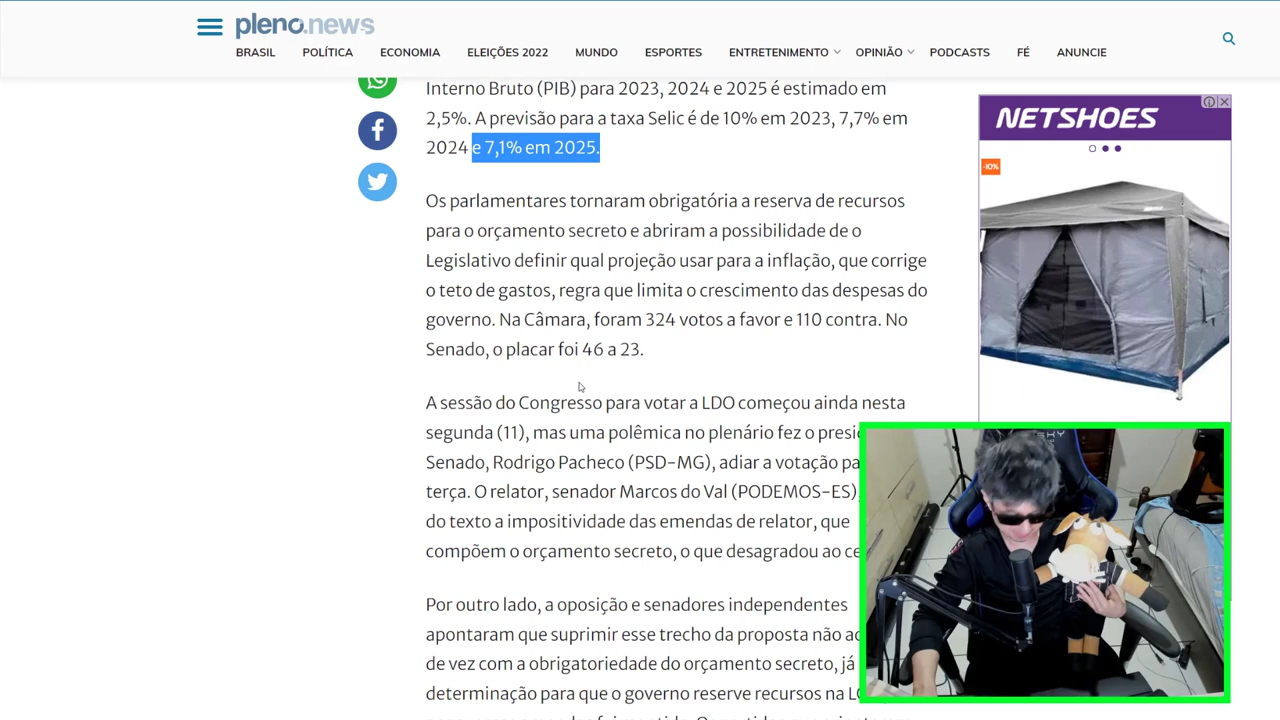 pleno.news
BRASIL POLÍTICA ECONOMIA ELEIÇÕES 2022 MUNDO ESPORTES ENTRETENIMENTO OPINIÃO PODCASTS FÉ ANUNCIE
Interno Bruto (PIB) para 2023, 2024 e 2025 é estimado em
2,5%. A previsão para a taxa Selic é de 10% em 2023, 7,7% em
2024 e 7,1% em 2025.
Os parlamentares tornaram obrigatória a reserva de recursos
para o orçamento secreto e abriram a possibilidade de o
Legislativo definir qual projeção usar para a inflação, que corrige
o teto de gastos, regra que limita o crescimento das despesas do
governo. Na Câmara, foram 324 votos a favor e 110 contra. No
Senado, o placar foi 46 a 23.
A sessão do Congresso para votar a LDO começou ainda nesta
segunda (11), mas uma polêmica no plenário fez o presi
Senado, Rodrigo Pacheco (PSD-MG), adiar a votação pa
terça. O relator, senador Marcos do Val (PODEMOS-ES),
do texto a impositividade das emendas de relator, que
compõem o orçamento secreto, o que desagradou ao ce
Por outro lado, a oposição e senadores independentes
apontaram que suprimir esse trecho da proposta não ac
de vez com a obrigatoriedade do orçamento secreto, já
determinação para que o governo reserve recursos na L
NETSHOES
-10%